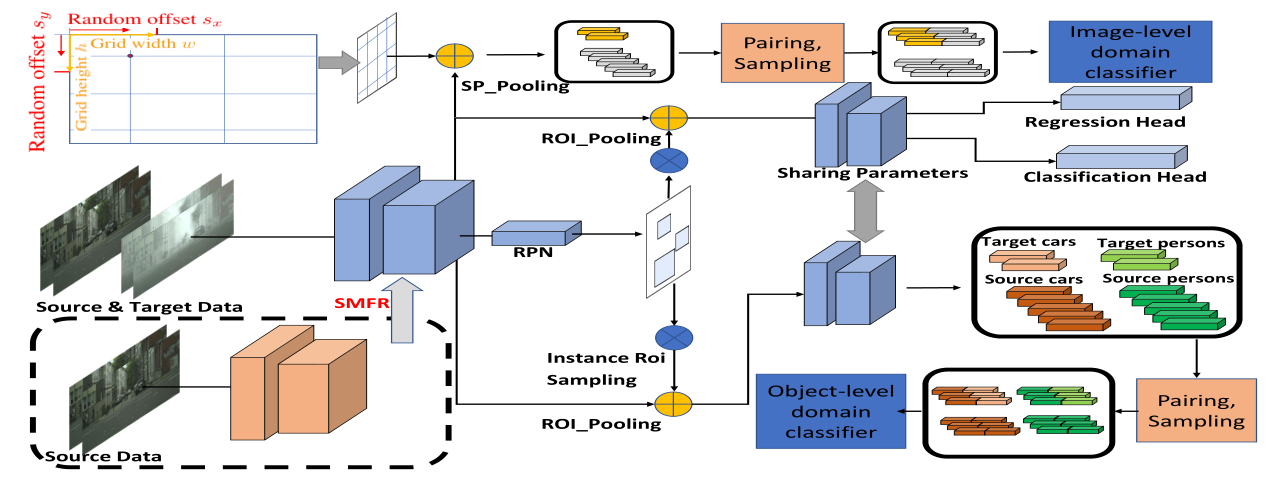 Random offset s_x
Grid width w
Random offset s_y
Grid height h
SP_Pooling
Pairing,
Sampling
Image-level
domain
classifier
ROI_Pooling
Regression Head
Sharing Parameters
Classification Head
RPN
Source & Target Data
SMFR
Target cars
Target persons
Source cars
Source persons
Instance Roi
Sampling
ROI_Pooling
Object-level
domain
classifier
Pairing,
Sampling
Source Data